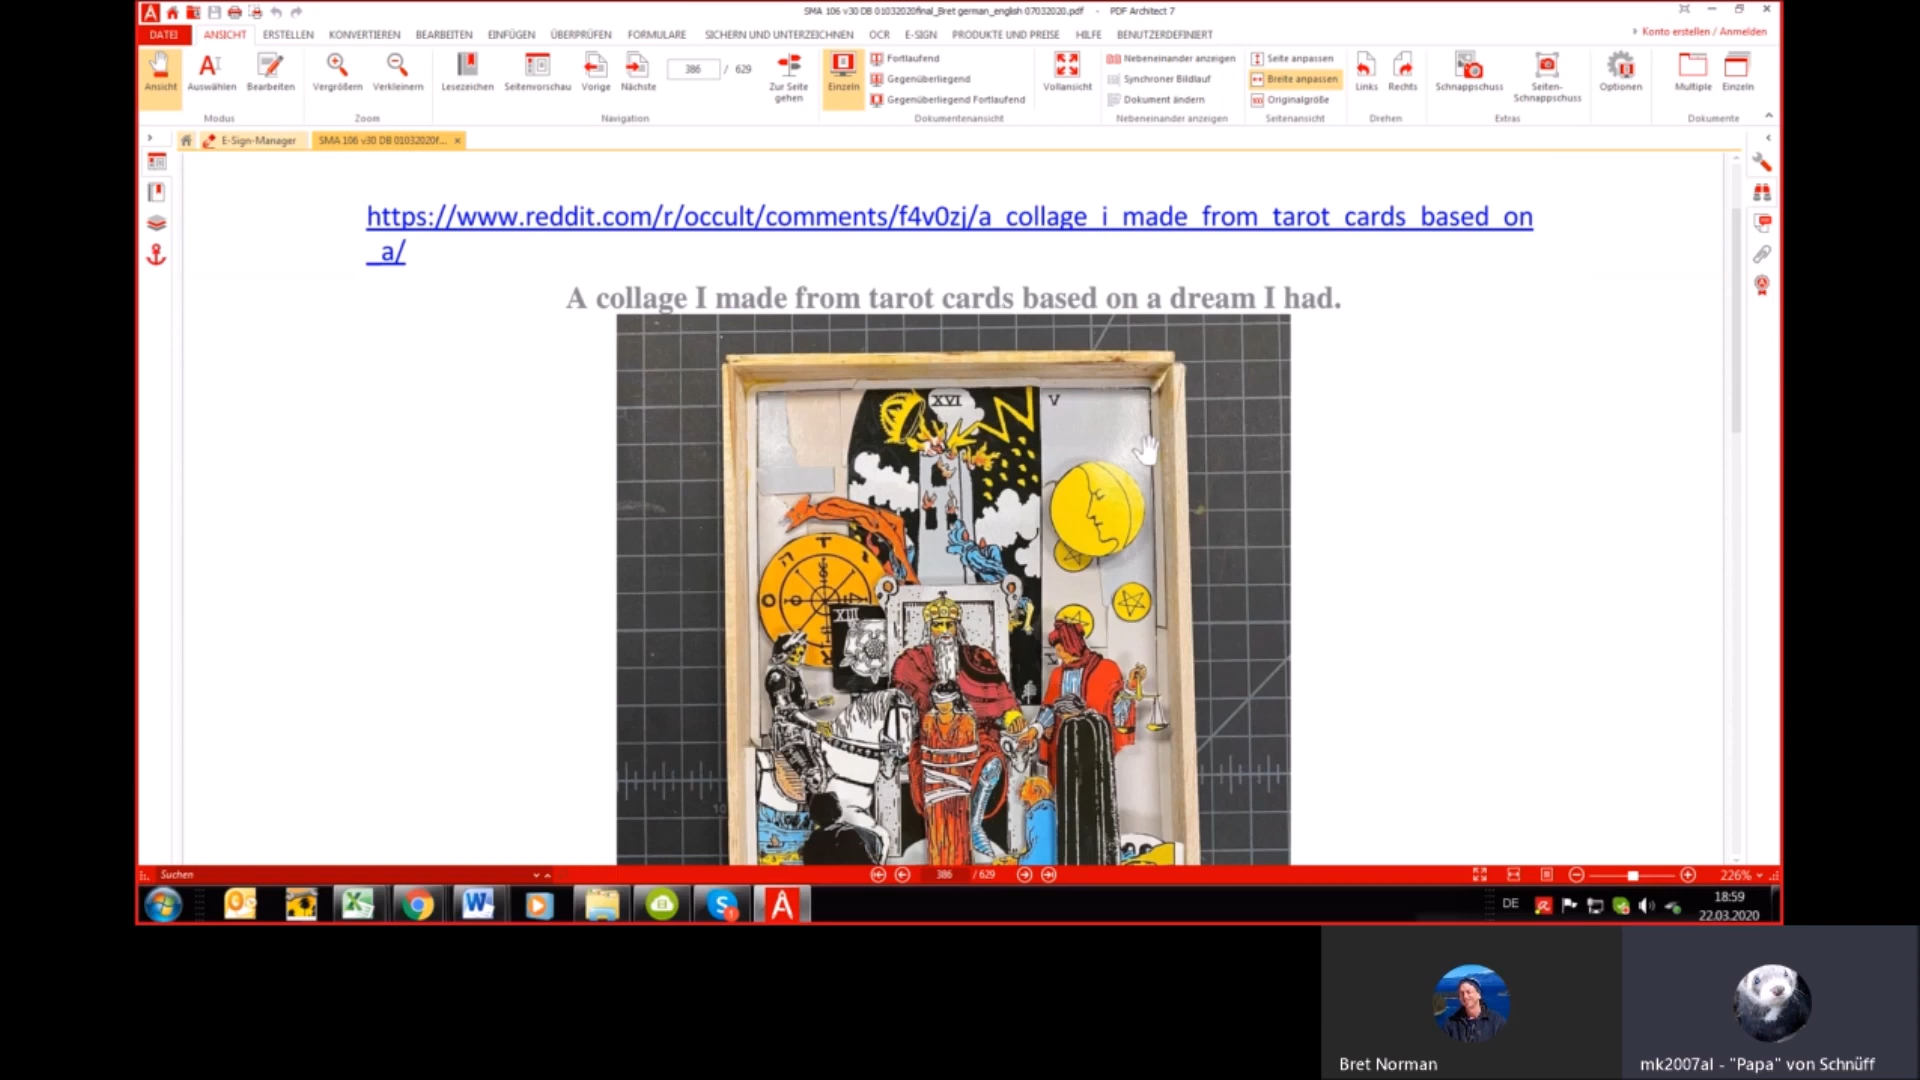 SMA 106 v30 DB 01032020final_Bret german_english 07032020.pdf - PDF Architect 7
DATEI ANSICHT ERSTELLEN KONVERTIEREN BEARBEITEN EINFÜGEN ÜBERPRÜFEN FORMULARE SICHERN UND UNTERZEICHNEN OCR E-SIGN PRODUKTE UND PREISE HILFE BENUTZERDEFINIERT
Konto erstellen / Anmelden
Ansicht Auswählen Bearbeiten
Modus
Vergrößern Verkleinern
Zoom
Lesezeichen Seitenvorschau Vorige Nächste 386 / 629 Zur Seite gehen
Navigation
Einzeln Fortlaufend
Gegenüberliegend
Gegenüberliegend Fortlaufend
Dokumentenansicht
Vollansicht
Nebeneinander anzeigen
Synchroner Bildlauf
Dokument ändern
Nebeneinander anzeigen
Seite anpassen
Breite anpassen
Originalgröße
Seitenansicht
Links Rechts
Drehen
Schnappschuss Seiten-Schnappschuss
Optionen
Extras
Multiple Einzeln
Dokumente
E-Sign-Manager SMA 106 v30 DB 01032020f...
https://www.reddit.com/r/occult/comments/f4v0zj/a_collage_i_made_from_tarot_cards_based_on
_a/
A collage I made from tarot cards based on a dream I had.
XVI V
XIII
10
Suchen 386 / 629 226%
DE 18:59
22.03.2020
Bret Norman
mk2007al - "Papa" von Schnüff